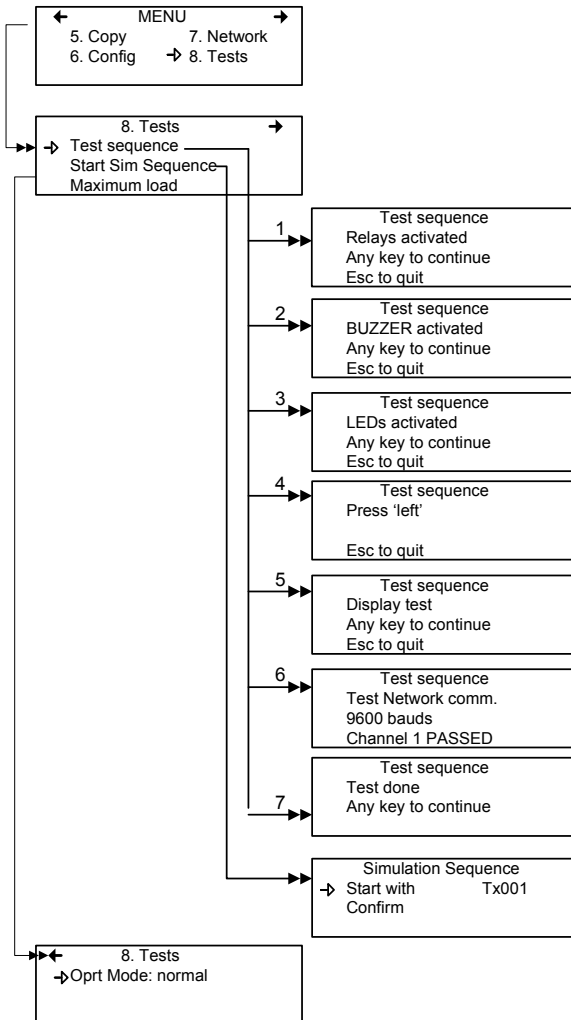 MENU
5. Copy 7. Network
6. Config 8. Tests
8. Tests
Test sequence
Start Sim Sequence
Maximum load
1
Test sequence
Relays activated
Any key to continue
Esc to quit
2
Test sequence
BUZZER activated
Any key to continue
Esc to quit
3
Test sequence
LEDs activated
Any key to continue
Esc to quit
4
Test sequence
Press ‘left’
Esc to quit
5
Test sequence
Display test
Any key to continue
Esc to quit
6
Test sequence
Test Network comm.
9600 bauds
Channel 1 PASSED
7
Test sequence
Test done
Any key to continue
Simulation Sequence
Start with Tx001
Confirm
8. Tests
Oprt Mode: normal